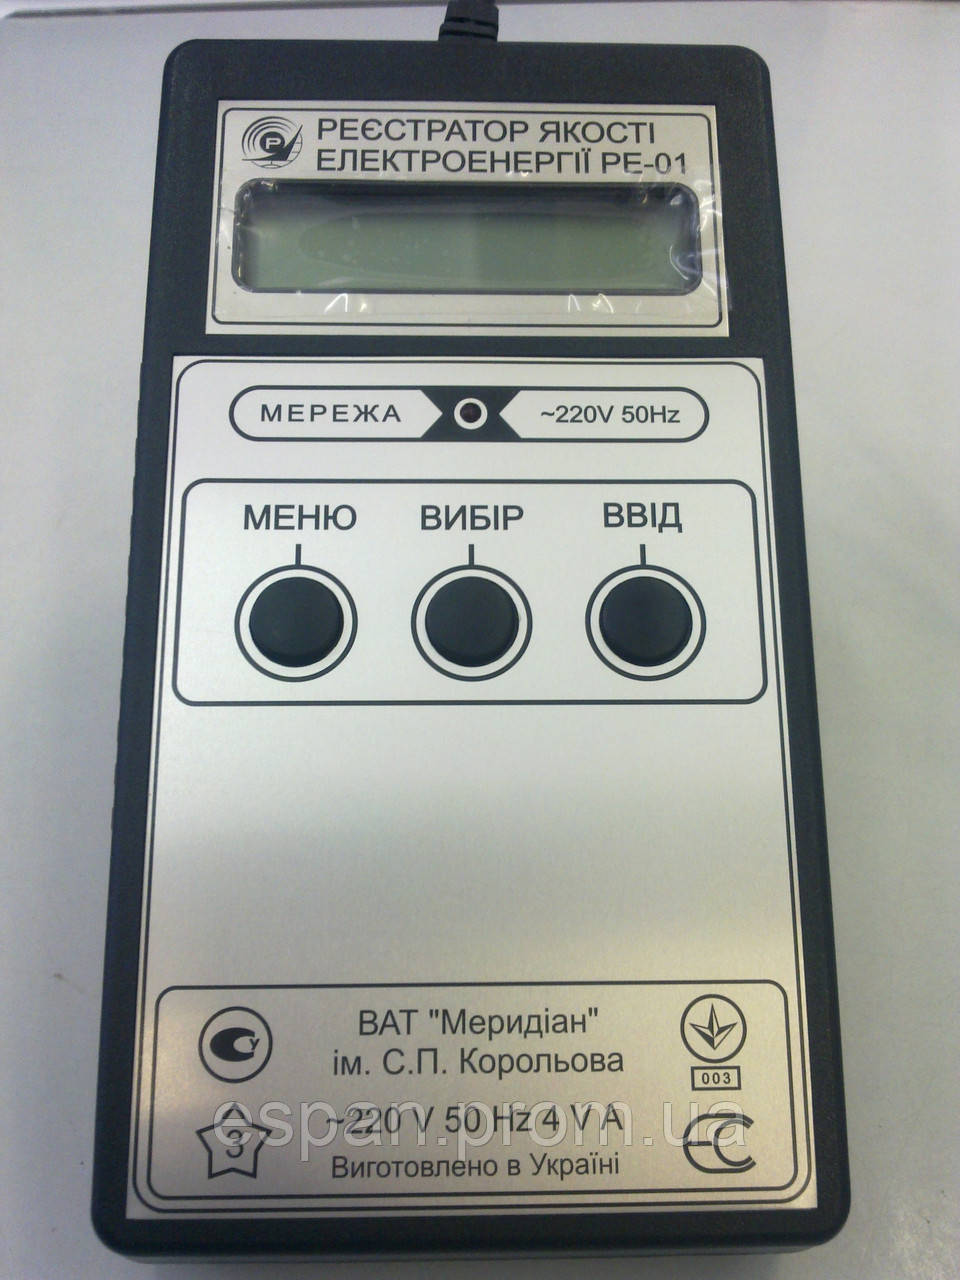 Р
РЕЄСТРАТОР ЯКОСТІ
ЕЛЕКТРОЕНЕРГІЇ РЕ-01
МЕРЕЖА ~220V 50Hz
МЕНЮ ВИБІР ВВІД
ВАТ "Меридіан"
ім. С.П. Корольова
У
003
~220 V 50 Hz 4 V A
Виготовлено в Україні
3
espan.prom.ua